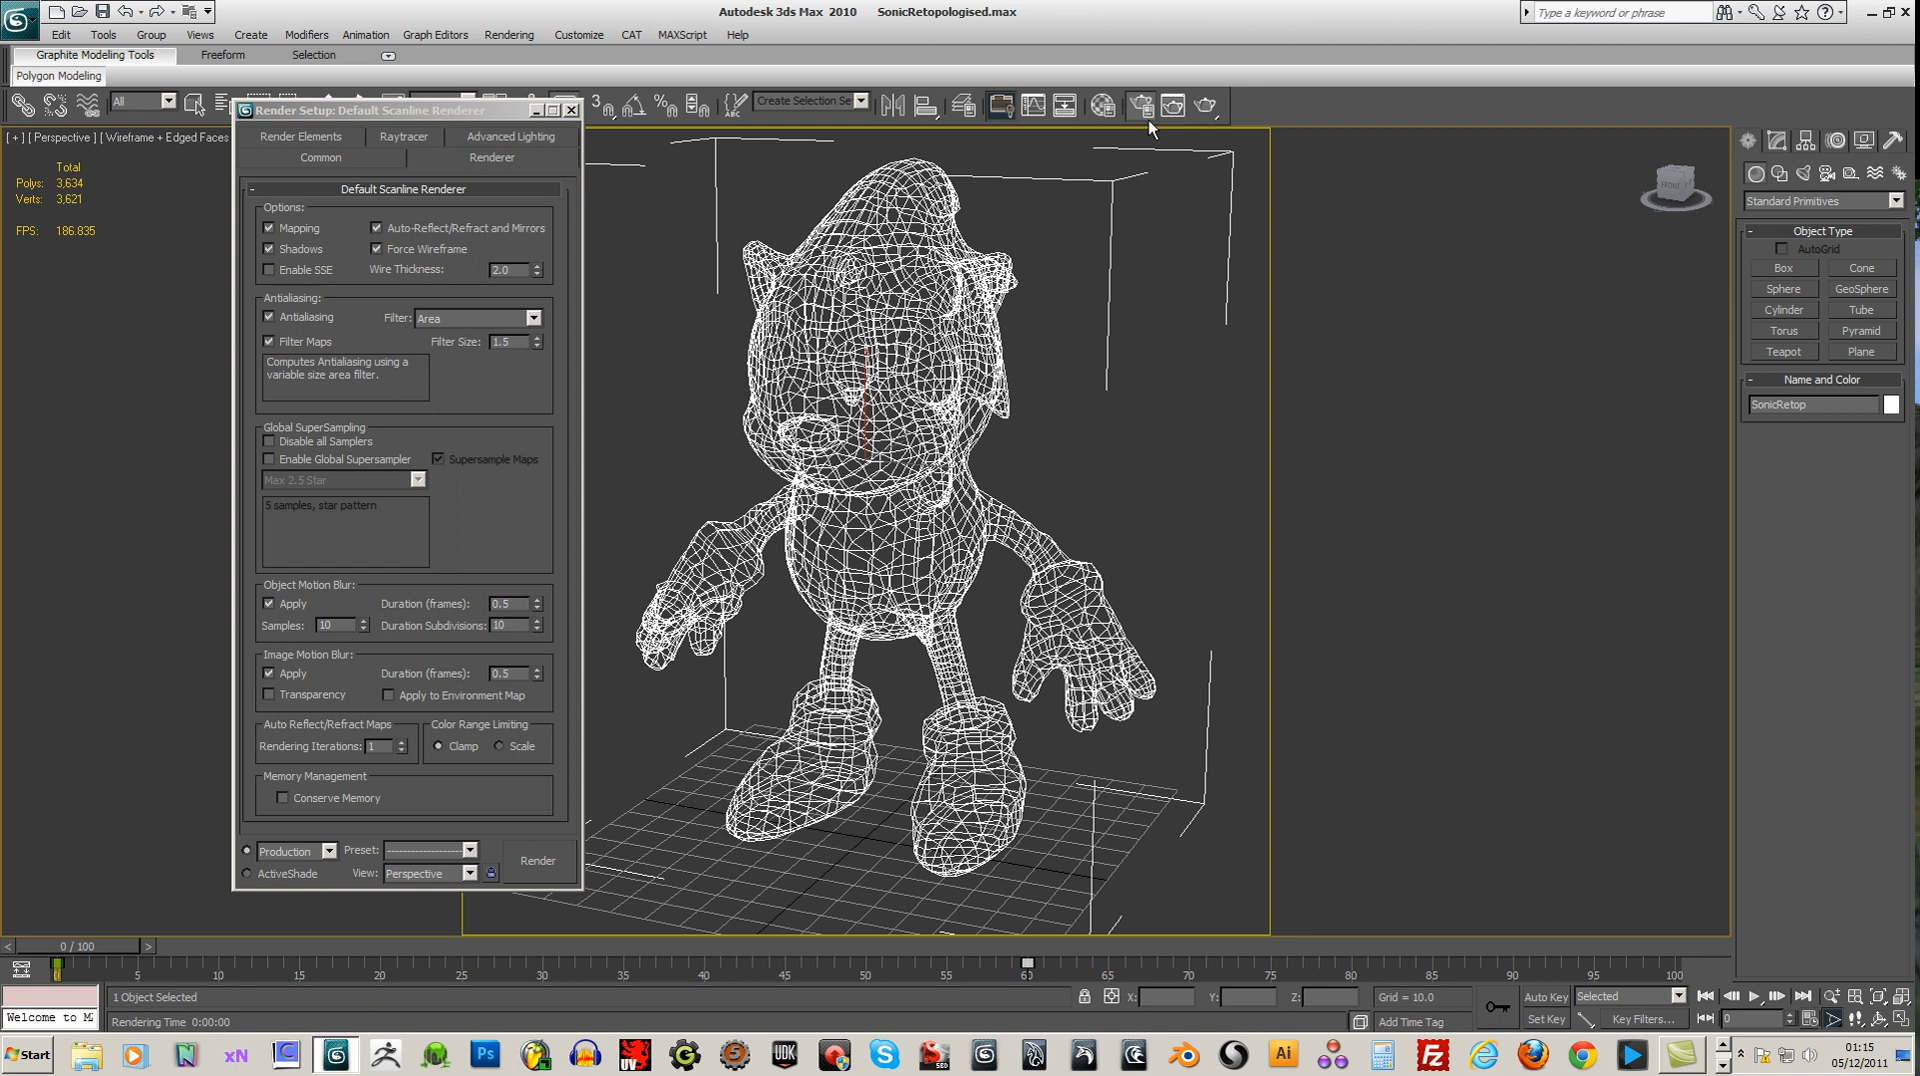 Autodesk 3ds Max 2010 SonicRetopologised.max
Type a keyword or phrase
Edit Tools Group Views Create Modifiers Animation Graph Editors Rendering Customize CAT MAXScript Help
Graphite Modeling Tools Freeform Selection
Polygon Modeling
All
3
ABC
Create Selection Se
Render Setup: Default Scanline Renderer
[ + ] [ Perspective ] [ Wireframe + Edged Faces
Total
Polys: 3,634
Verts: 3,621
FPS: 186.835
Render Elements Raytracer Advanced Lighting
Common Renderer
- Default Scanline Renderer
Options:
Mapping Auto-Reflect/Refract and Mirrors
Shadows Force Wireframe
Enable SSE Wire Thickness: 2.0
Antialiasing:
Antialiasing Filter: Area
Filter Maps Filter Size: 1.5
Computes Antialiasing using a
variable size area filter.
Global SuperSampling
Disable all Samplers
Enable Global Supersampler Supersample Maps
Max 2.5 Star
5 samples, star pattern
Object Motion Blur:
Apply Duration (frames): 0.5
Samples: 10 Duration Subdivisions: 10
Image Motion Blur:
Apply Duration (frames): 0.5
Transparency Apply to Environment Map
Auto Reflect/Refract Maps Color Range Limiting
Rendering Iterations: 1 Clamp Scale
Memory Management
Conserve Memory
Production Preset: --------------------
ActiveShade View: Perspective
Render
FRONT
Standard Primitives
- Object Type
AutoGrid
Box Cone
Sphere GeoSphere
Cylinder Tube
Torus Pyramid
Teapot Plane
- Name and Color
SonicRetop
< 0 / 100 >
0 5 10 15 20 25 30 35 40 45 50 55 61 65 70 75 80 85 90 95 100
1 Object Selected X: Y: Z: Grid = 10.0 Auto Key Selected
Welcome to MA Rendering Time 0:00:00 Add Time Tag Set Key Key Filters... 0
Start N xN C Ps UV UDK S SED Ai FZ
01:15
05/12/2011